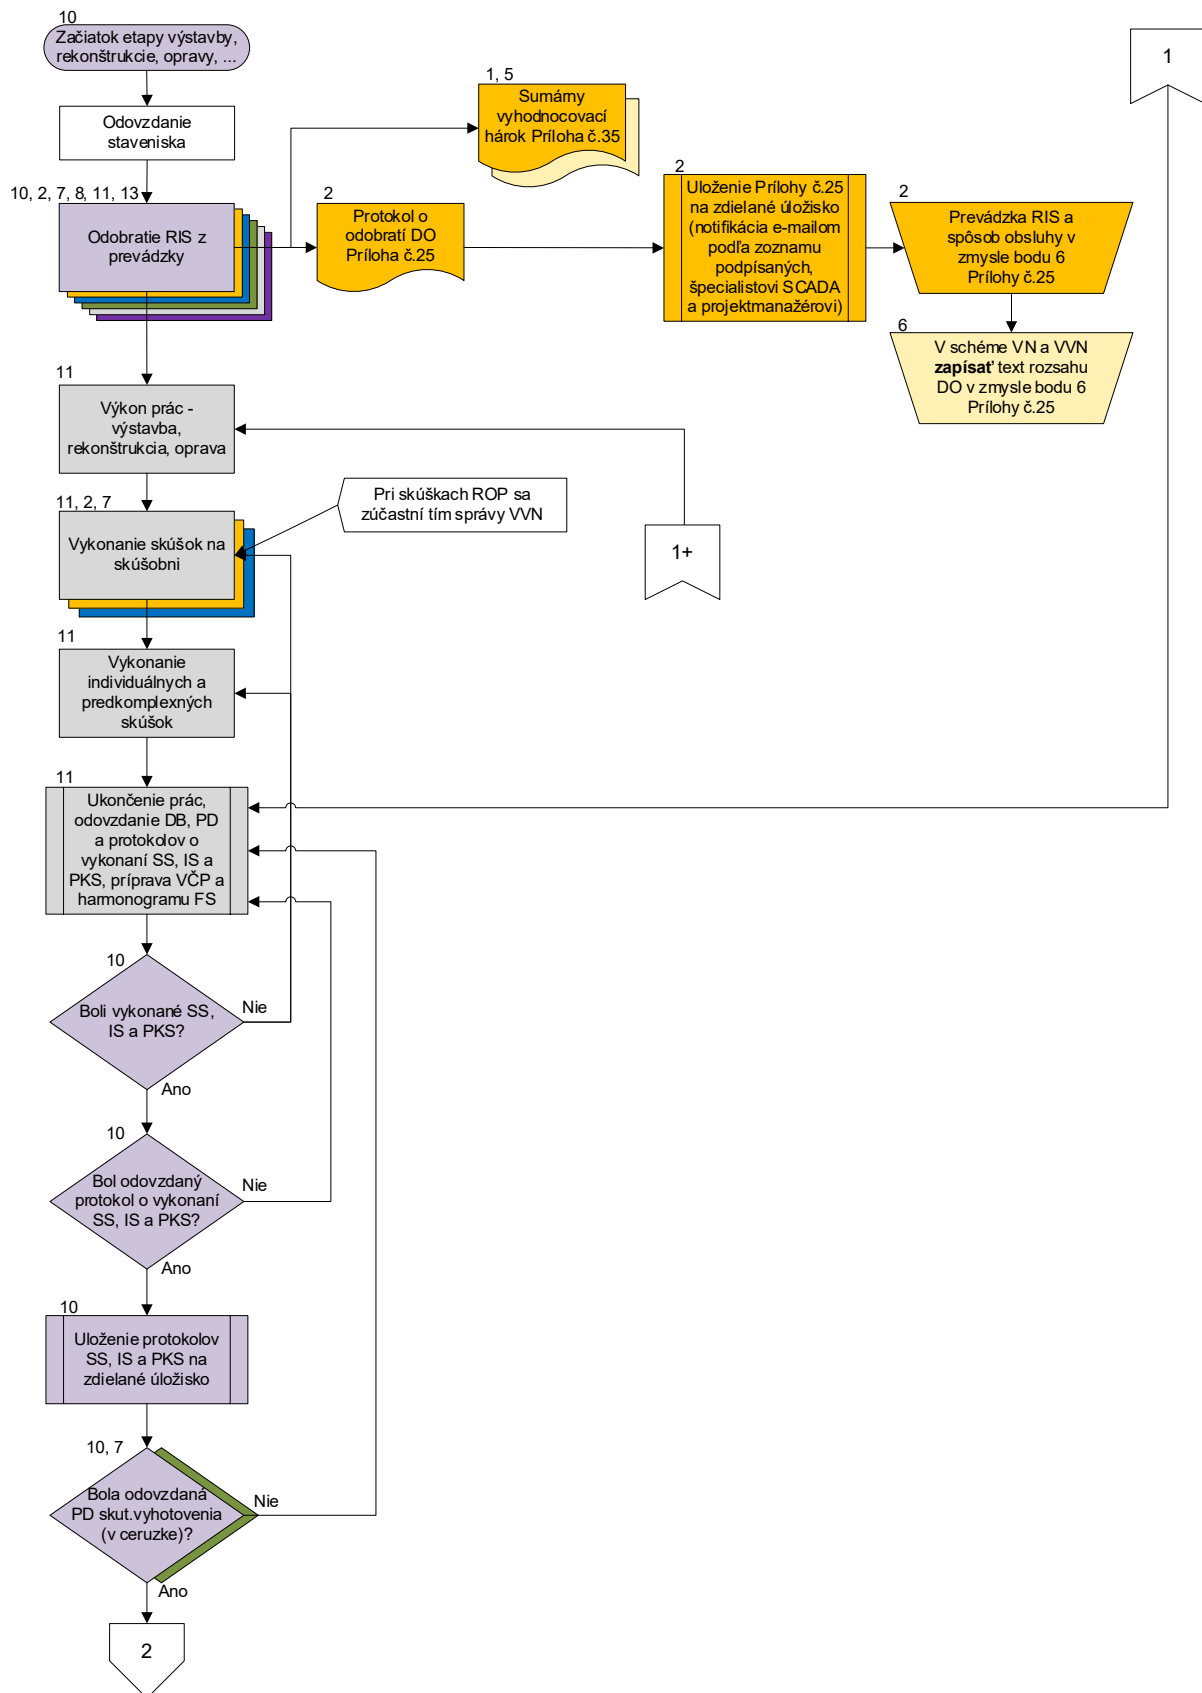 10
Začiatok etapy výstavby,
rekonštrukcie, opravy, ...
1
Odovzdanie
staveniska
1, 5
Sumárny
vyhodnocovací
hárok Príloha č.35
10, 2, 7, 8, 11, 13
Odobratie RIS z
prevádzky
2
Protokol o
odobratí DO
Príloha č.25
2
Uloženie Prílohy č.25
na zdielané úložisko
(notifikácia e-mailom
podľa zoznamu
podpísaných,
špecialistovi SCADA
a projektmanažérovi)
2
Prevádzka RIS a
spôsob obsluhy v
zmysle bodu 6
Prílohy č.25
6
V schéme VN a VVN
zapísať text rozsahu
DO v zmysle bodu 6
Prílohy č.25
11
Výkon prác -
výstavba,
rekonštrukcia, oprava
11, 2, 7
Vykonanie skúšok na
skúšobni
Pri skúškach ROP sa
zúčastní tím správy VVN
1+
11
Vykonanie
individuálnych a
predkomplexných
skúšok
11
Ukončenie prác,
odovzdanie DB, PD
a protokolov o
vykonaní SS, IS a
PKS, príprava VČP a
harmonogramu FS
10
Boli vykonané SS,
IS a PKS?
Nie
Ano
10
Bol odovzdaný
protokol o vykonaní
SS, IS a PKS?
Nie
Ano
10
Uloženie protokolov
SS, IS a PKS na
zdielané úložisko
10, 7
Bola odovzdaná
PD skut.vyhotovenia
(v ceruzke)?
Nie
Ano
2